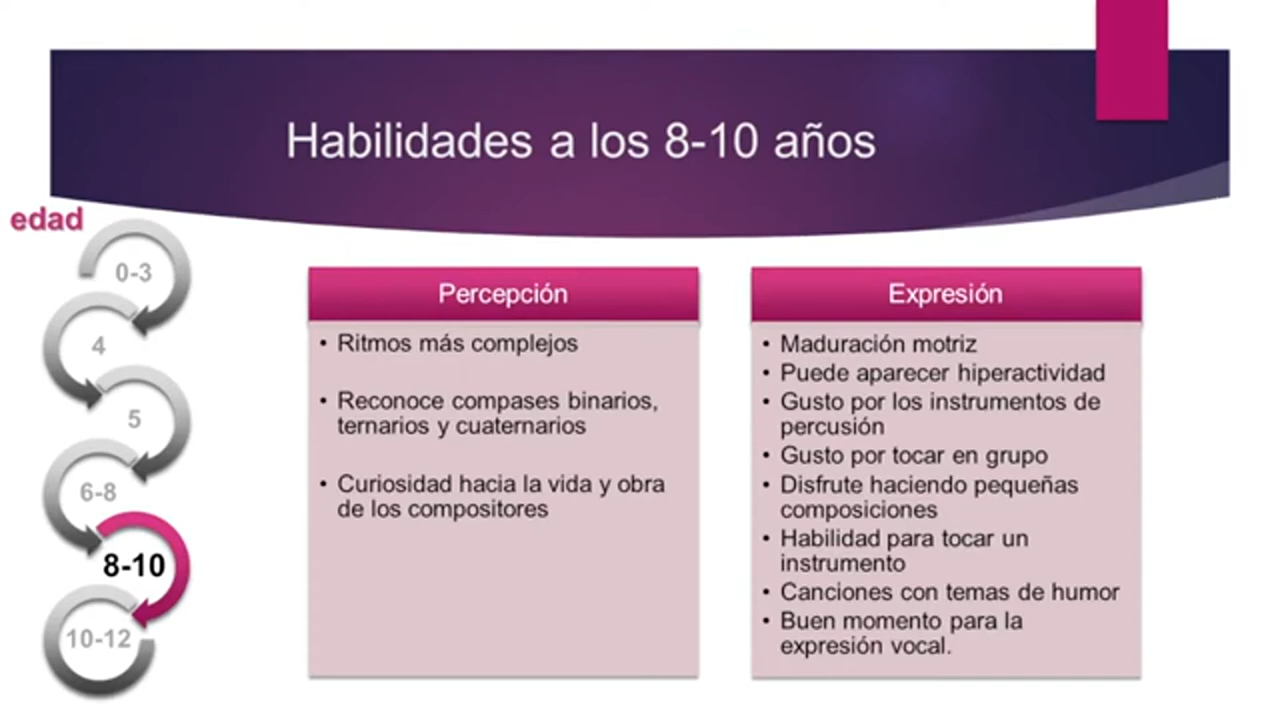 Habilidades a los 8-10 años
edad
0-3
4
5
6-8
8-10
10-12
Percepción
• Ritmos más complejos
• Reconoce compases binarios,
ternarios y cuaternarios
• Curiosidad hacia la vida y obra
de los compositores
Expresión
• Maduración motriz
• Puede aparecer hiperactividad
• Gusto por los instrumentos de
percusión
• Gusto por tocar en grupo
• Disfrute haciendo pequeñas
composiciones
• Habilidad para tocar un
instrumento
• Canciones con temas de humor
• Buen momento para la
expresión vocal.